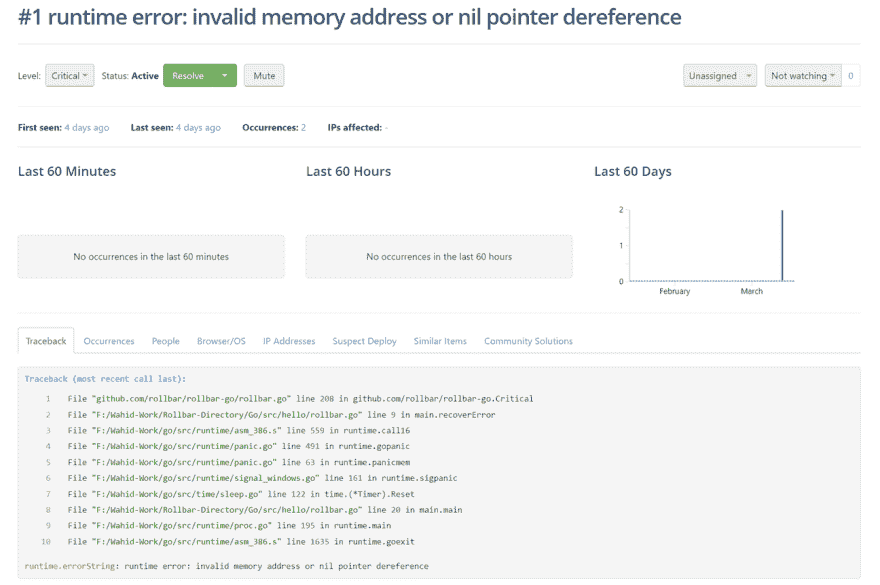 #1 runtime error: invalid memory address or nil pointer dereference
Level: Critical Status: Active Resolve Mute Unassigned Not watching 0
First seen: 4 days ago Last seen: 4 days ago Occurrences: 2 IPs affected: -
Last 60 Minutes Last 60 Hours Last 60 Days
No occurrences in the last 60 minutes
No occurrences in the last 60 hours
2
1
0
February March
Traceback Occurrences People Browser/OS IP Addresses Suspect Deploy Similar Items Community Solutions
Traceback (most recent call last):
1 File "github.com/rollbar/rollbar-go/rollbar.go" line 208 in github.com/rollbar/rollbar-go.Critical
2 File "F:/Wahid-Work/Rollbar-Directory/Go/src/hello/rollbar.go" line 9 in main.recoverError
3 File "F:/Wahid-Work/go/src/runtime/asm_386.s" line 559 in runtime.call16
4 File "F:/Wahid-Work/go/src/runtime/panic.go" line 491 in runtime.gopanic
5 File "F:/Wahid-Work/go/src/runtime/panic.go" line 63 in runtime.panicmem
6 File "F:/Wahid-Work/go/src/runtime/signal_windows.go" line 161 in runtime.sigpanic
7 File "F:/Wahid-Work/go/src/time/sleep.go" line 122 in time.(*Timer).Reset
8 File "F:/Wahid-Work/Rollbar-Directory/Go/src/hello/rollbar.go" line 20 in main.main
9 File "F:/Wahid-Work/go/src/runtime/proc.go" line 195 in runtime.main
10 File "F:/Wahid-Work/go/src/runtime/asm_386.s" line 1635 in runtime.goexit
runtime.errorString: runtime error: invalid memory address or nil pointer dereference